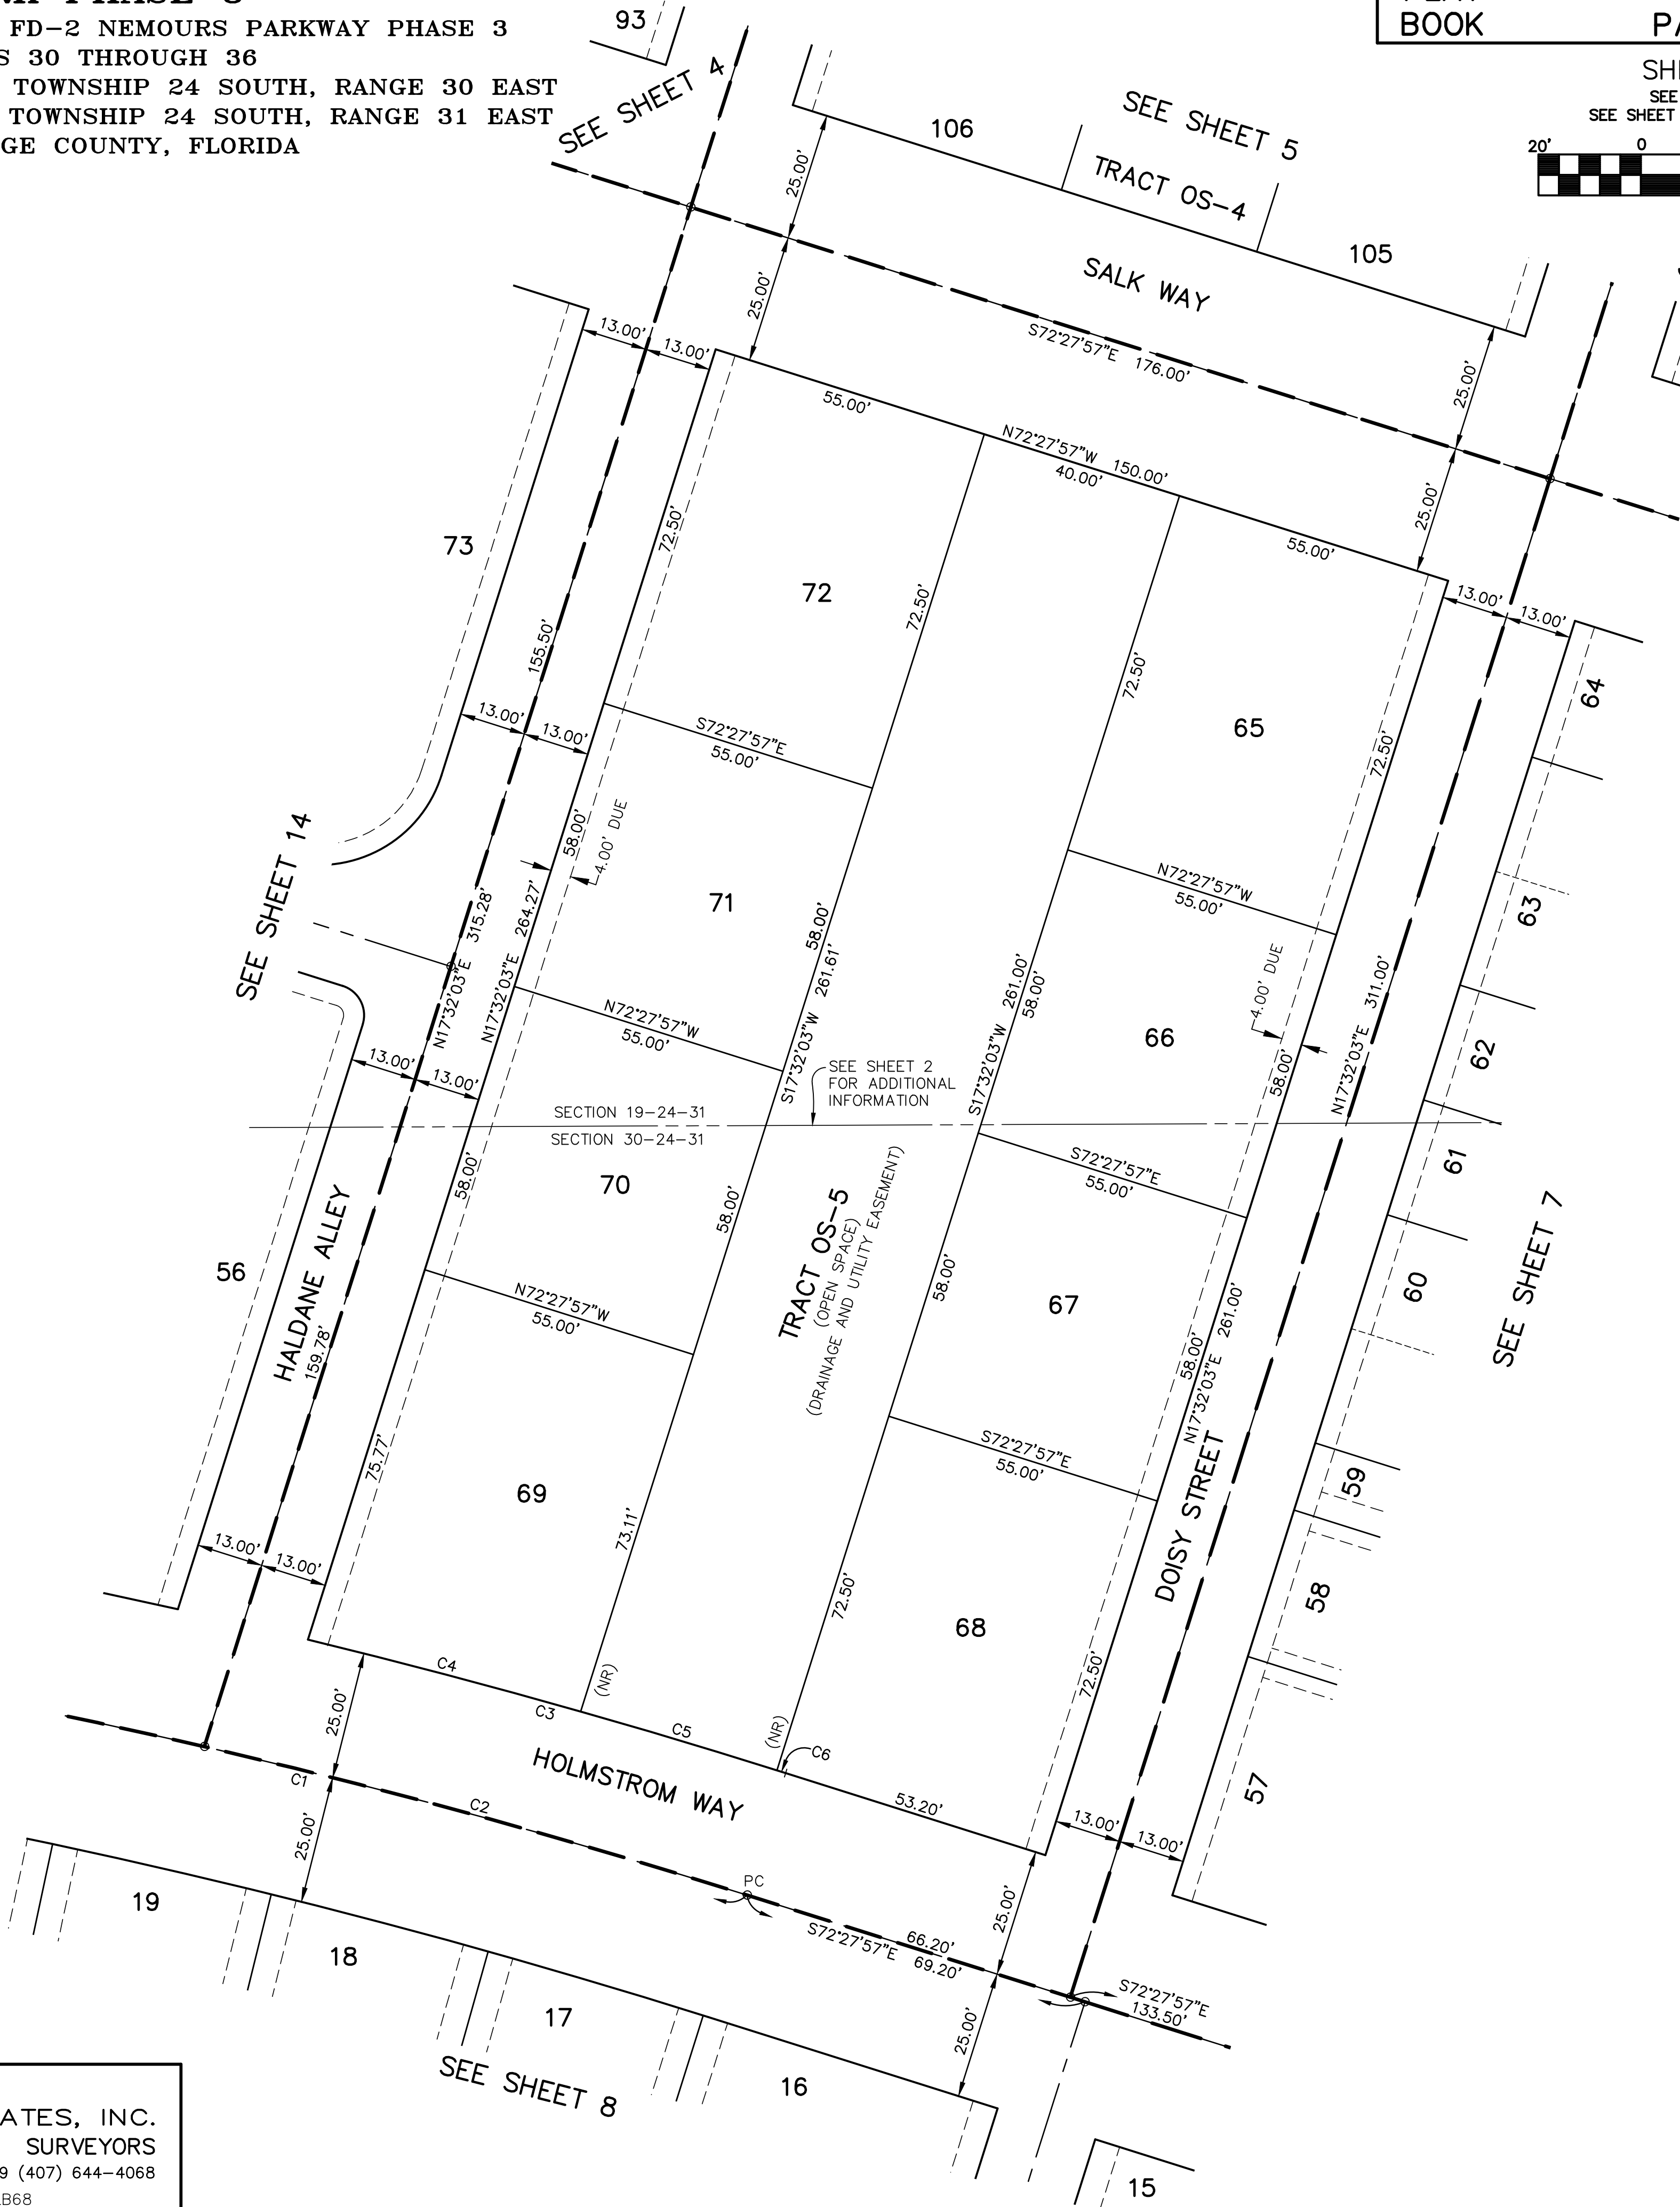 FD-2 NEMOURS PARKWAY PHASE 3
30 THROUGH 36
TOWNSHIP 24 SOUTH, RANGE 30 EAST
TOWNSHIP 24 SOUTH, RANGE 31 EAST
GE COUNTY, FLORIDA
BOOK
SEE
SEE SHEET
20' 0
93
SEE SHEET 4
106
SEE SHEET 5
TRACT OS-4
105
25.00'
25.00'
SALK WAY
S72°27'57"E 176.00'
25.00'
25.00'
13.00'
13.00'
55.00'
N72°27'57"W 150.00'
40.00'
55.00'
13.00'
13.00'
73
72.50'
72
72.50'
72.50'
65
72.50'
64
155.50'
13.00'
13.00'
S72°27'57"E
55.00'
SEE SHEET 14
58.00'
4.00' DUE
71
58.00'
N72°27'57"W
55.00'
63
N17°32'03"E 315.28'
N17°32'03"E 264.27'
S17°32'03"W 261.61'
S17°32'03"W 261.00'
58.00'
4.00' DUE
66
58.00'
N17°32'03"E 311.00'
62
N72°27'57"W
55.00'
13.00'
13.00'
SEE SHEET 2
FOR ADDITIONAL
INFORMATION
SECTION 19-24-31
SECTION 30-24-31
61
58.00'
70
58.00'
S72°27'57"E
55.00'
SEE SHEET 7
TRACT OS-5
(OPEN SPACE)
(DRAINAGE AND UTILITY EASEMENT)
56
HALDANE ALLEY
159.78'
N72°27'57"W
55.00'
58.00'
67
58.00'
N17°32'03"E 261.00'
60
75.77'
69
73.11'
S72°27'57"E
55.00'
DOISY STREET
59
13.00'
13.00'
72.50'
68
72.50'
58
C4
(NR)
C3
C5
(NR)
C6
25.00'
HOLMSTROM WAY
53.20'
57
13.00'
13.00'
C1
C2
25.00'
PC
66.20'
S72°27'57"E 69.20'
25.00'
S72°27'57"E
133.50'
25.00'
19
18
17
16
SEE SHEET 8
15
ATES, INC.
SURVEYORS
9 (407) 644-4068
B68